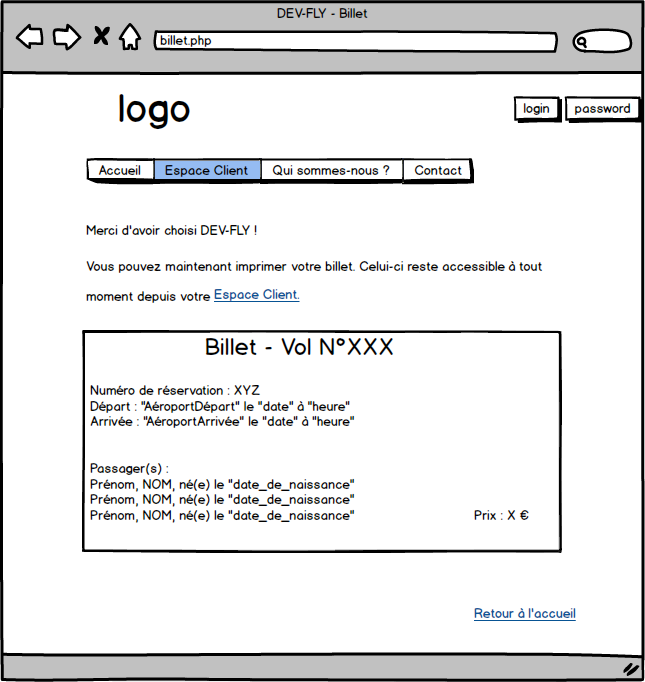 DEV-FLY - Billet
billet.php
logo
login password
Accueil Espace Client Qui sommes-nous ? Contact
Merci d'avoir choisi DEV-FLY !
Vous pouvez maintenant imprimer votre billet. Celui-ci reste accessible à tout
moment depuis votre Espace Client.
Billet - Vol N°XXX
Numéro de réservation : XYZ
Départ : "AéroportDépart" le "date" à "heure"
Arrivée : "AéroportArrivée" le "date" à "heure"
Passager(s) :
Prénom, NOM, né(e) le "date_de_naissance"
Prénom, NOM, né(e) le "date_de_naissance"
Prénom, NOM, né(e) le "date_de_naissance" Prix : X €
Retour à l'accueil